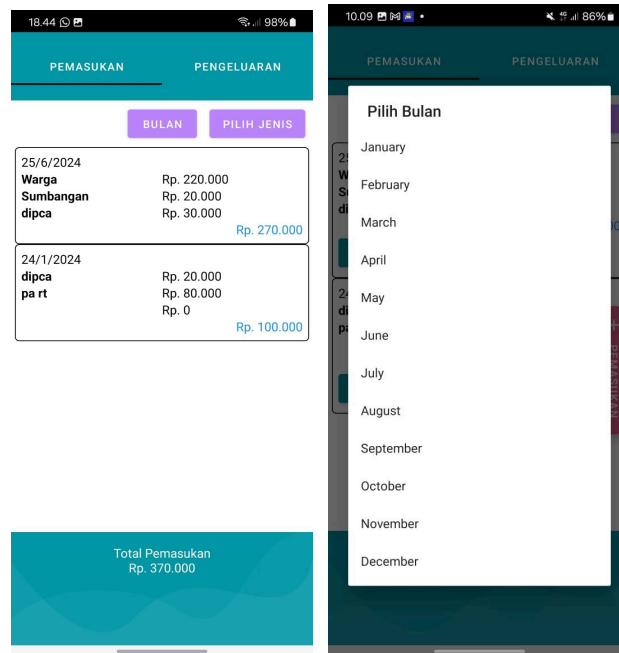 18.44 98%
PEMASUKAN PENGELUARAN
BULAN PILIH JENIS
25/6/2024
Warga Rp. 220.000
Sumbangan Rp. 20.000
dipca Rp. 30.000
Rp. 270.000
24/1/2024
dipca Rp. 20.000
pa rt Rp. 80.000
Rp. 0
Rp. 100.000
Total Pemasukan
Rp. 370.000
10.09 86%
PEMASUKAN PENGELUARAN
Pilih Bulan
January
February
March
April
May
June
July
August
September
October
November
December
+ PEMASUKAN